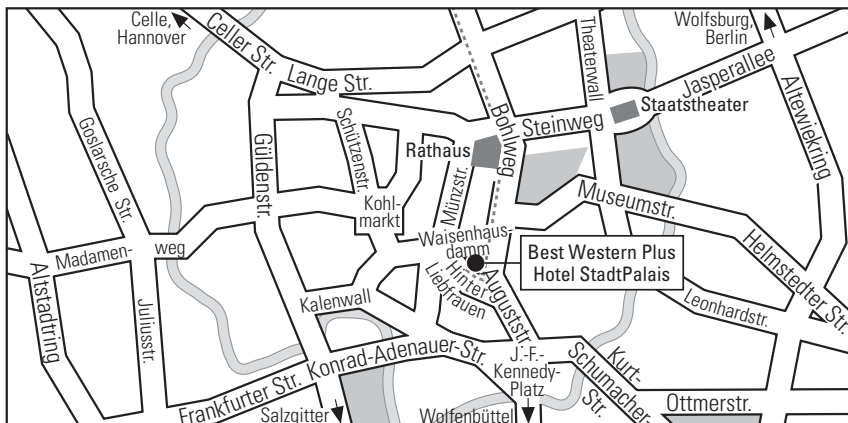 Celle,
Hannover
Celler Str.
Lange Str.
Wolfsburg,
Berlin
Theaterwall
Jasperallee
Altewiekring
Staatstheater
Steinweg
Bohlweg
Rathaus
Goslarsche Str.
Güldenstr.
Schützenstr.
Münzstr.
Kohl-
markt
Museumstr.
Waisenhaus-
damm
Best Western Plus
Hotel StadtPalais
Helmstedter Str.
Madamen-
weg
Altstadtring
Juliusstr.
Hinter
Liebfrauen
Auguststr.
Kalenwall
Leonhardstr.
Frankfurter Str.
Konrad-Adenauer-Str.
J.-F.-
Kennedy-
Platz
Kurt-
Schumacher-
Str.
Ottmerstr.
Salzgitter
Wolfenbüttel